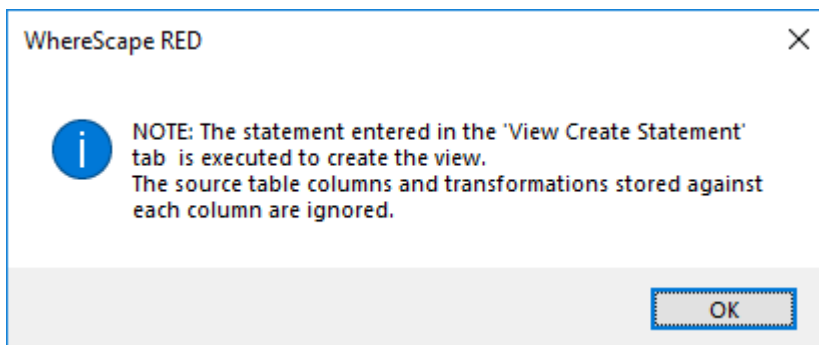 WhereScape RED
NOTE: The statement entered in the 'View Create Statement'
tab  is executed to create the view.
The source table columns and transformations stored against
each column are ignored.
OK